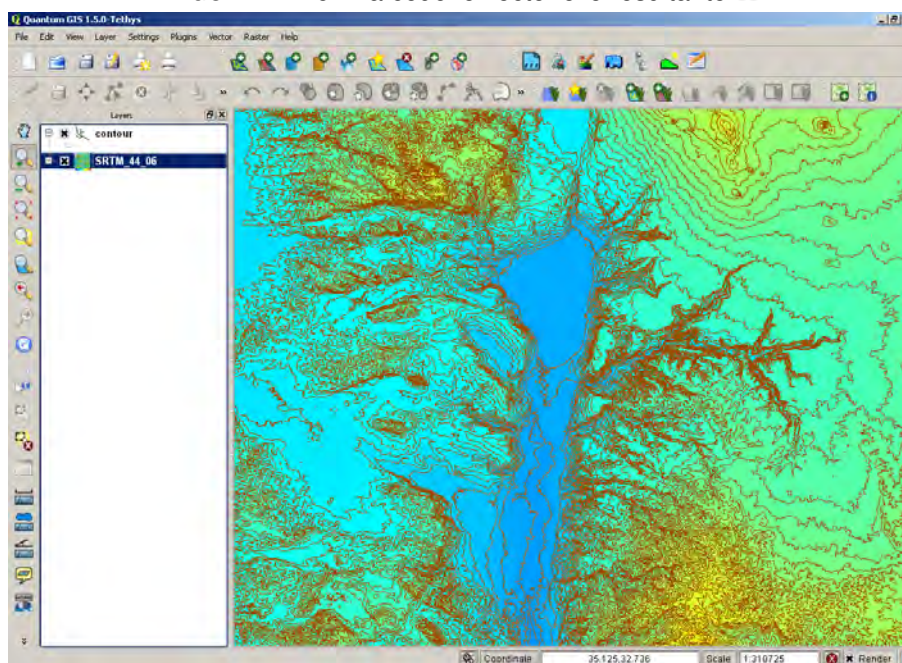 Quantum GIS 1.5.0-Tethys
File Edit View Layer Settings Plugins Vector Raster Help
Layers
contour
SRTM_44_06
Coordinate 35.125,32.736 Scale 1:310725 Render